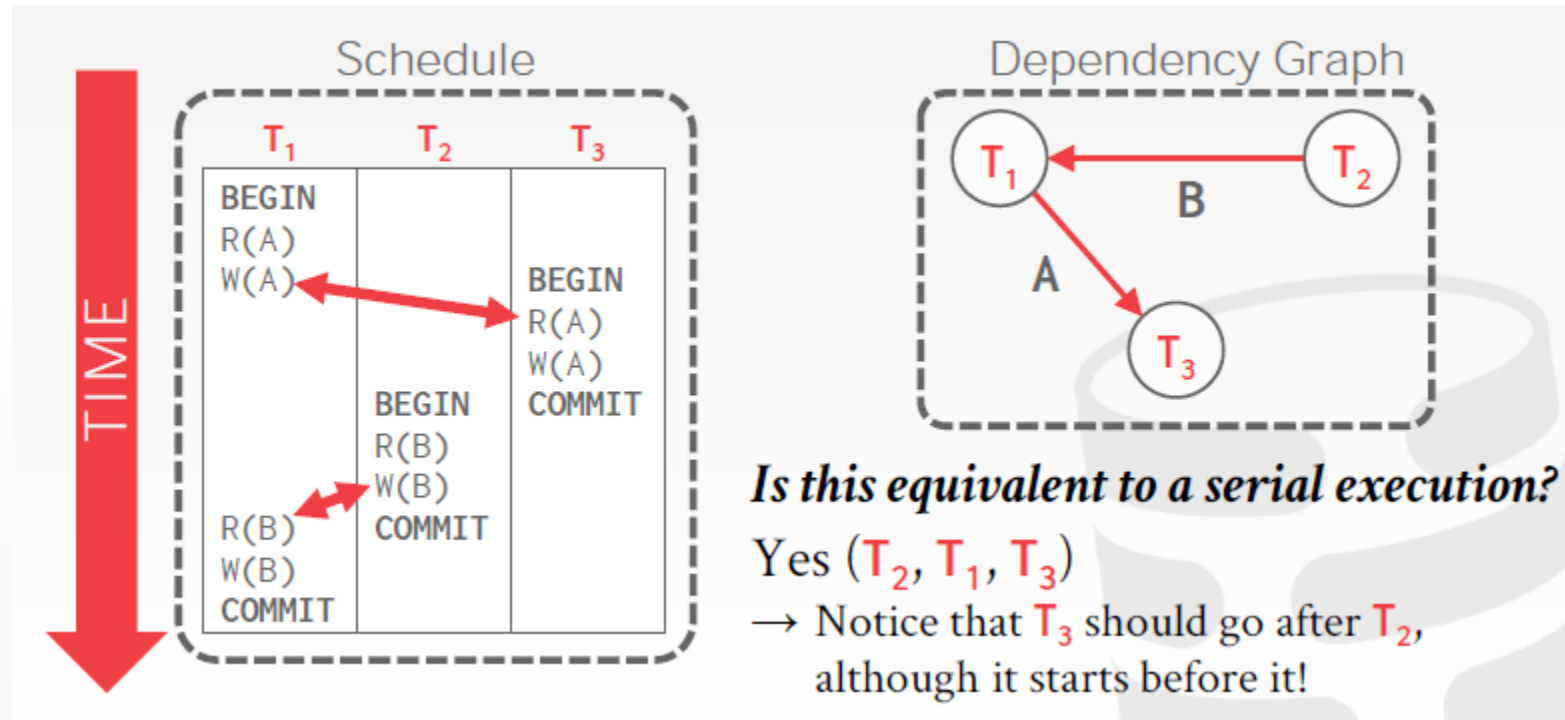 Schedule
TIME
T₁ T₂ T₃
BEGIN
R(A)
W(A)
R(B)
W(B)
COMMIT
BEGIN
R(B)
W(B)
COMMIT
BEGIN
R(A)
W(A)
COMMIT
Dependency Graph
T₁
T₂
B
A
T₃
Is this equivalent to a serial execution?
Yes (T₂, T₁, T₃)
→ Notice that T₃ should go after T₂,
although it starts before it!